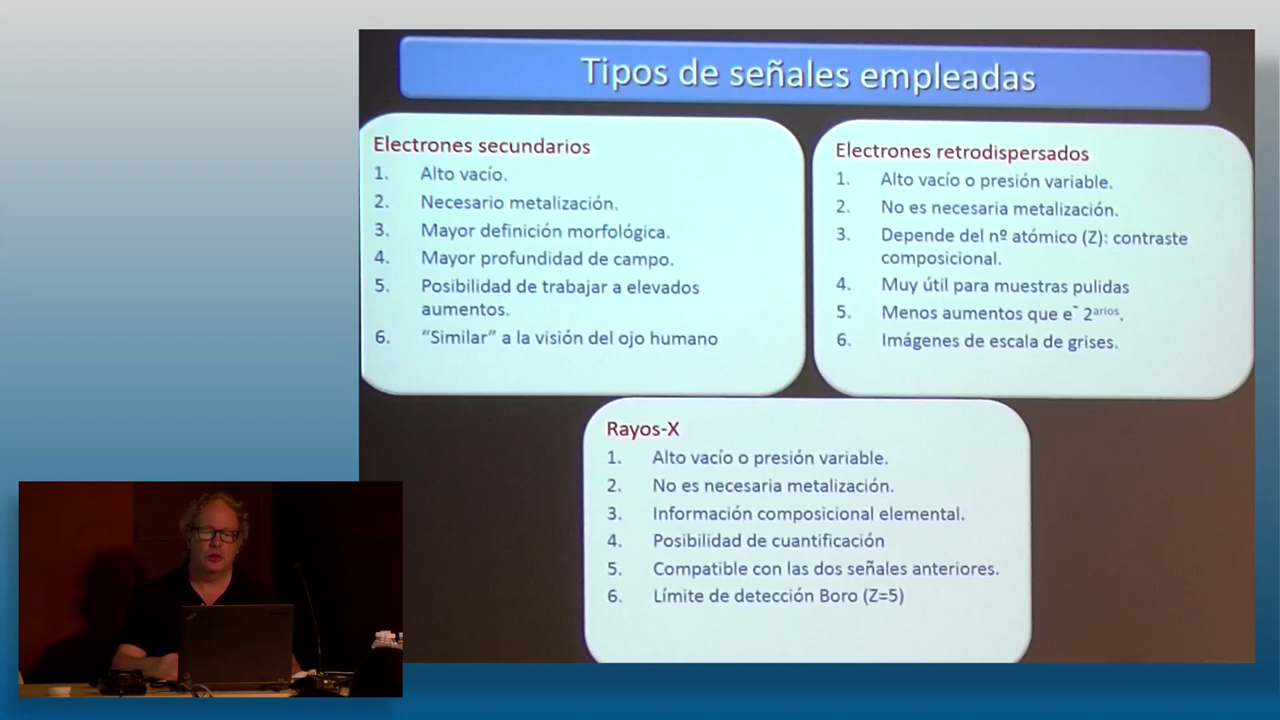 Tipos de señales empleadas
Electrones secundarios
1. Alto vacío.
2. Necesario metalización.
3. Mayor definición morfológica.
4. Mayor profundidad de campo.
5. Posibilidad de trabajar a elevados
aumentos.
6. “Similar” a la visión del ojo humano
Electrones retrodispersados
1. Alto vacío o presión variable.
2. No es necesaria metalización.
3. Depende del nº atómico (Z): contraste
composicional.
4. Muy útil para muestras pulidas
5. Menos aumentos que e⁻ 2ᵃʳⁱᵒˢ.
6. Imágenes de escala de grises.
Rayos-X
1. Alto vacío o presión variable.
2. No es necesaria metalización.
3. Información composicional elemental.
4. Posibilidad de cuantificación
5. Compatible con las dos señales anteriores.
6. Límite de detección Boro (Z=5)